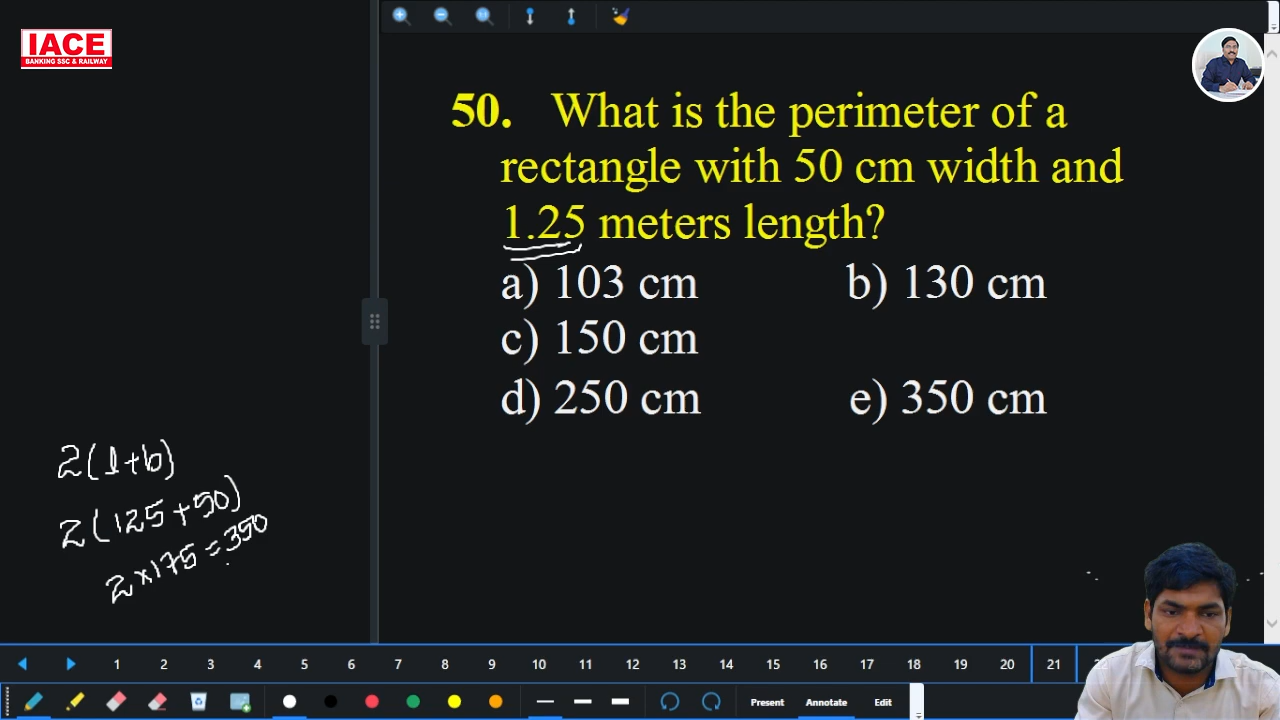 IACE
BANKING SSC & RAILWAY
50. What is the perimeter of a
rectangle with 50 cm width and
1.25 meters length?
a) 103 cm b) 130 cm
c) 150 cm
d) 250 cm e) 350 cm
2(l+b)
2(125+50)
2×175=350
1 2 3 4 5 6 7 8 9 10 11 12 13 14 15 16 17 18 19 20 21
Present Annotate Edit